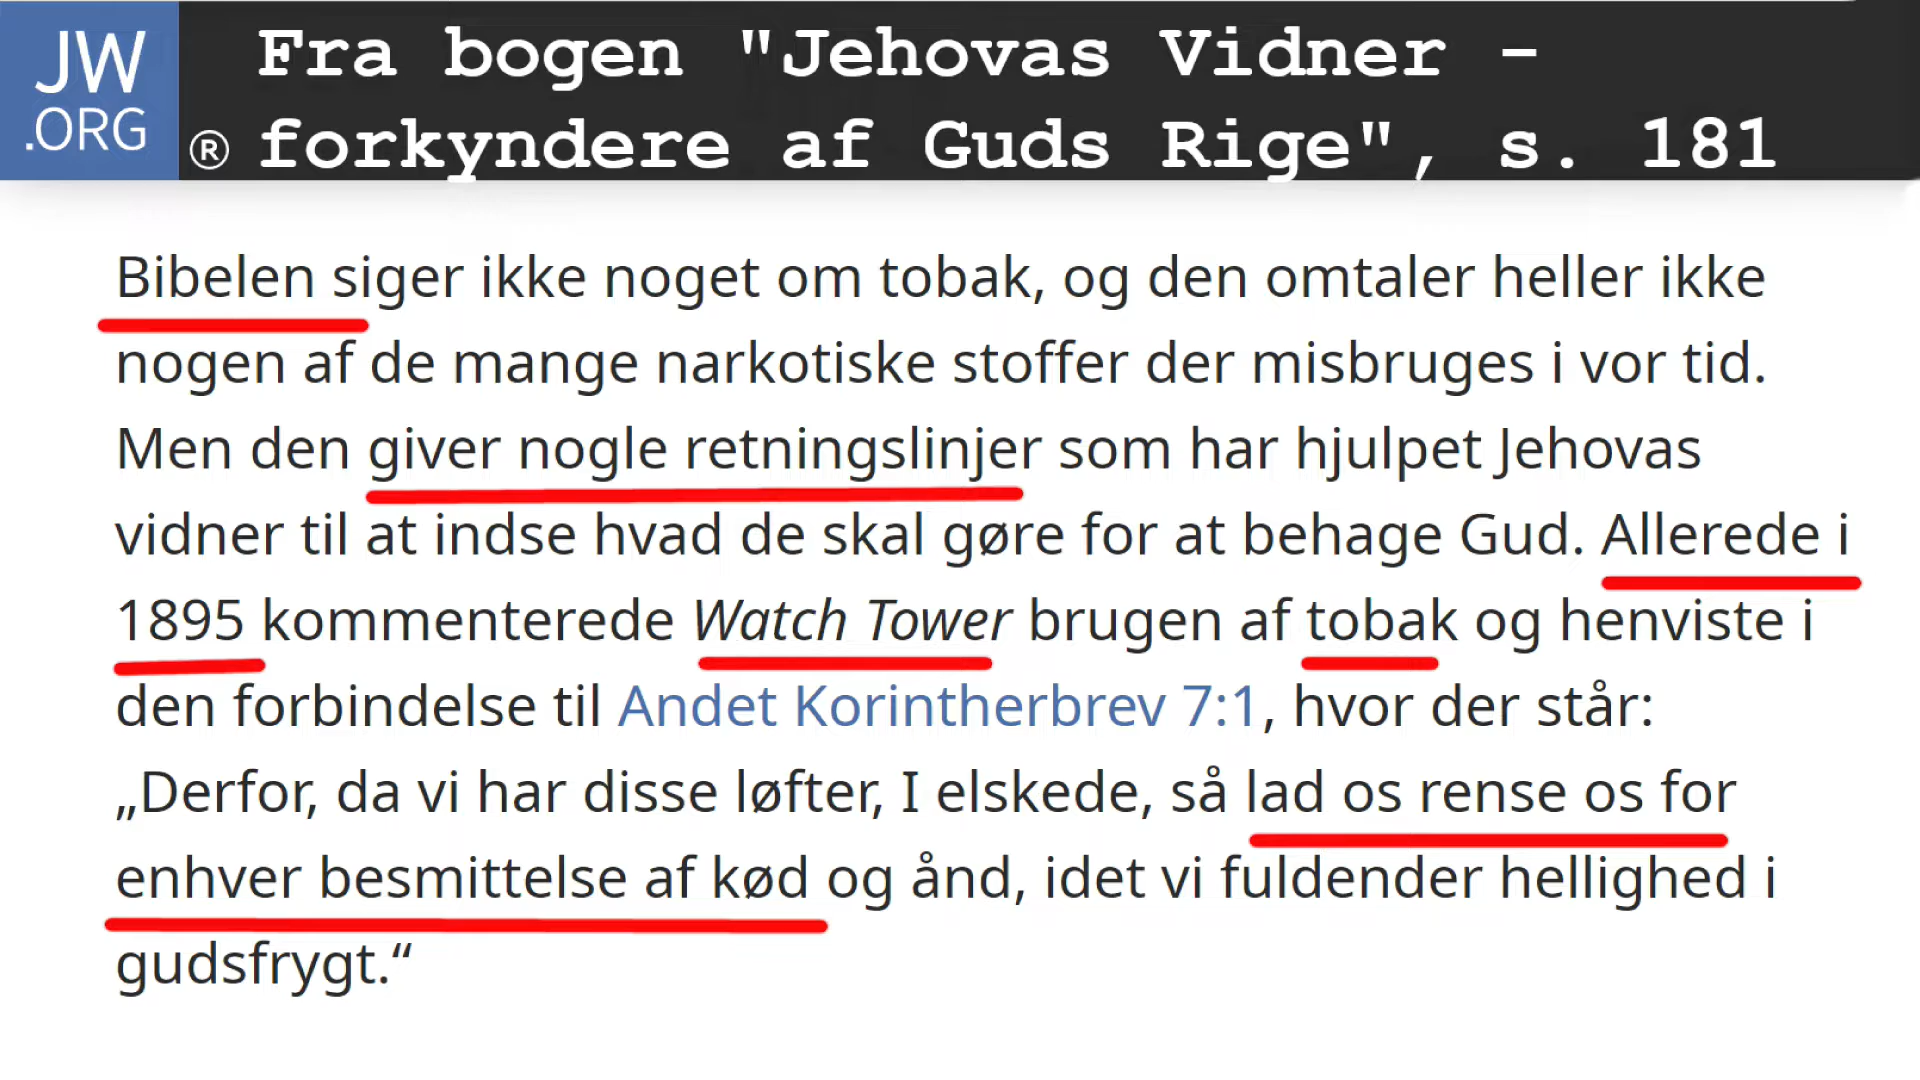 JW
.ORG
®
Fra bogen "Jehovas Vidner -
forkyndere af Guds Rige", s. 181
Bibelen siger ikke noget om tobak, og den omtaler heller ikke
nogen af de mange narkotiske stoffer der misbruges i vor tid.
Men den giver nogle retningslinjer som har hjulpet Jehovas
vidner til at indse hvad de skal gøre for at behage Gud. Allerede i
1895 kommenterede Watch Tower brugen af tobak og henviste i
den forbindelse til Andet Korintherbrev 7:1, hvor der står:
„Derfor, da vi har disse løfter, I elskede, så lad os rense os for
enhver besmittelse af kød og ånd, idet vi fuldender hellighed i
gudsfrygt.“